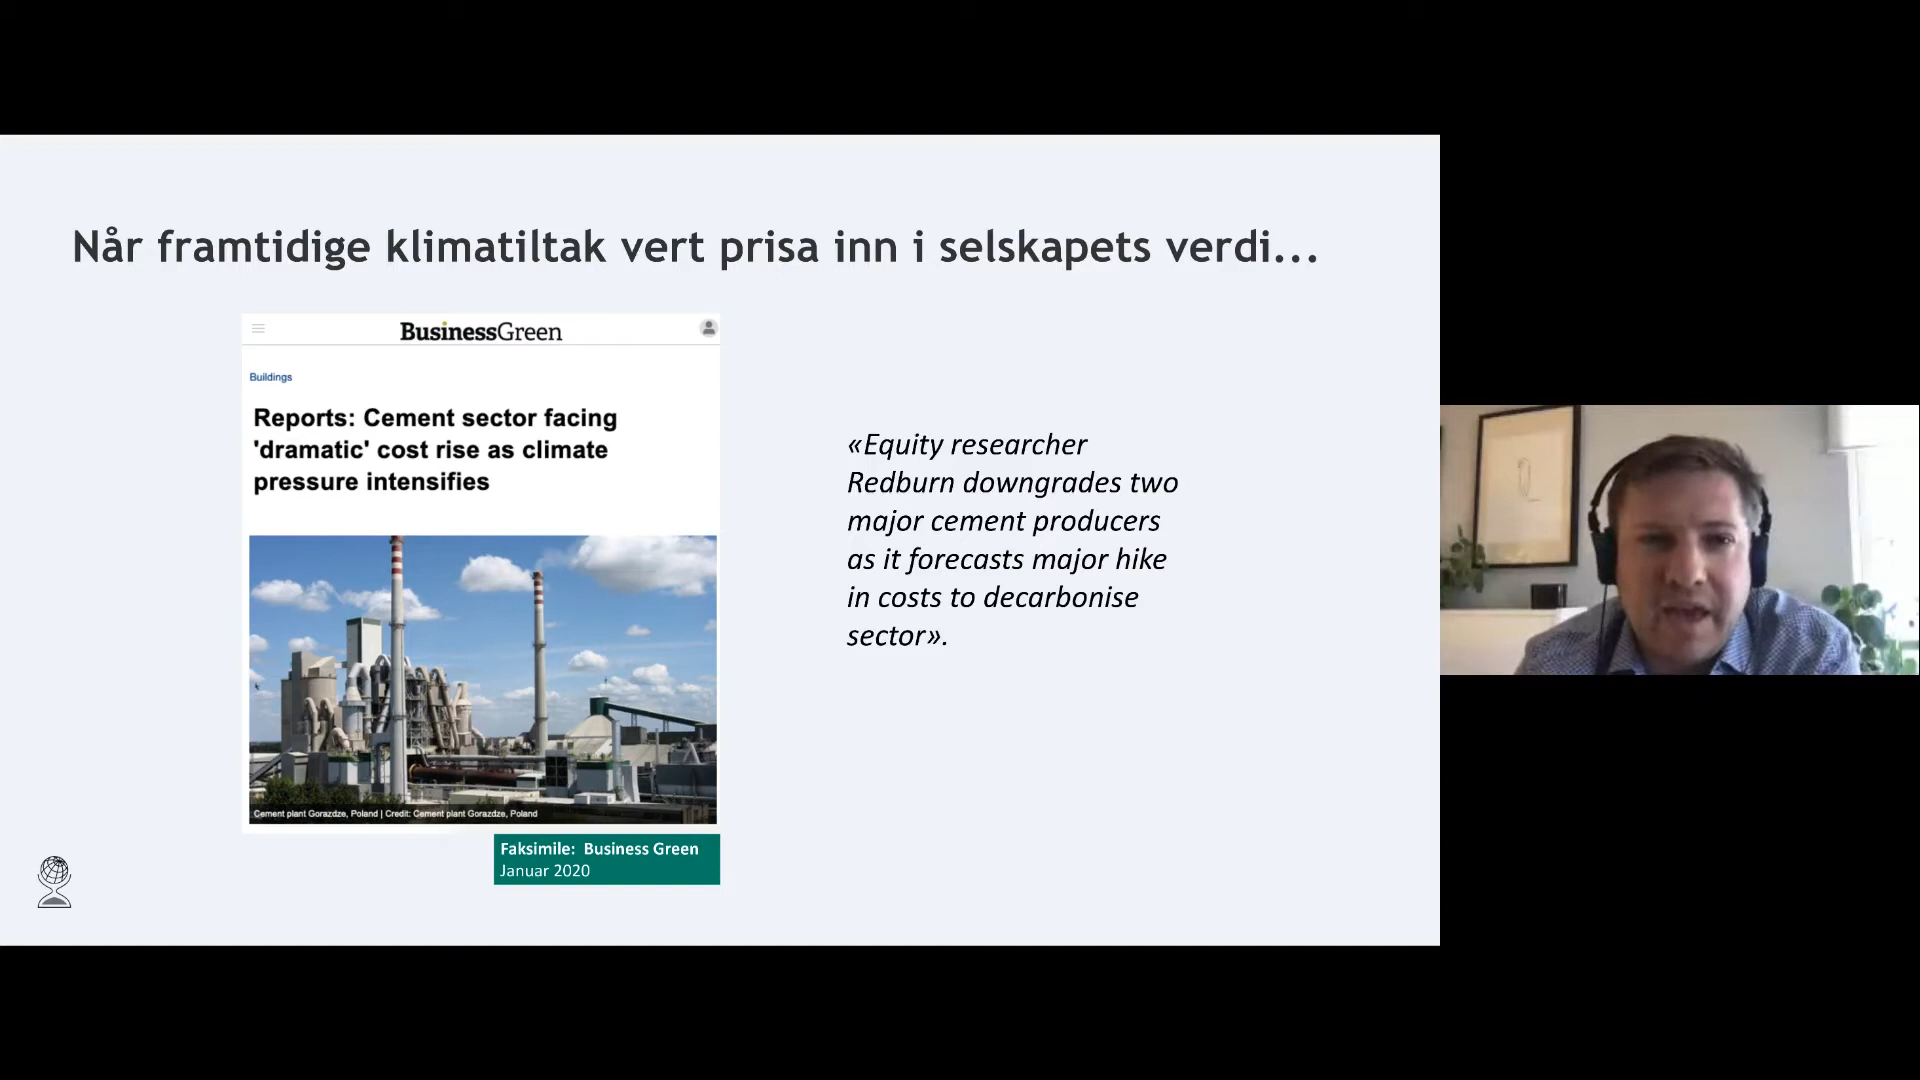 Når framtidige klimatiltak vert prisa inn i selskapets verdi...
BusinessGreen
Buildings
Reports: Cement sector facing
'dramatic' cost rise as climate
pressure intensifies
Cement plant Gorazdze, Poland | Credit: Cement plant Gorazdze, Poland
Faksimile: Business Green
Januar 2020
«Equity researcher
Redburn downgrades two
major cement producers
as it forecasts major hike
in costs to decarbonise
sector».